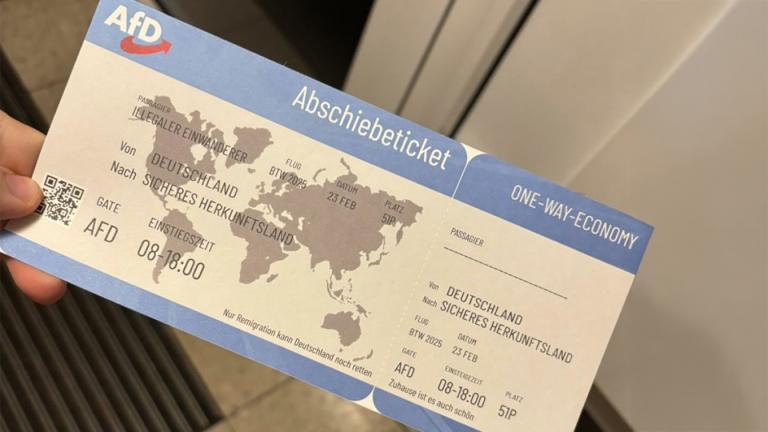 AfD
Abschiebeticket
PASSAGIER
ILLEGALER EINWANDERER
Von DEUTSCHLAND
Nach SICHERES HERKUNFTSLAND
FLUG
BTW 2025
DATUM
23 FEB
PLATZ
51P
GATE
AFD
EINSTIEGSZEIT
08-18:00
Nur Remigration kann Deutschland noch retten
ONE-WAY-ECONOMY
PASSAGIER
Von DEUTSCHLAND
Nach SICHERES HERKUNFTSLAND
FLUG
BTW 2025
DATUM
23 FEB
GATE
AFD
EINSTIEGSZEIT
08-18:00
PLATZ
51P
Zuhause ist es auch schön